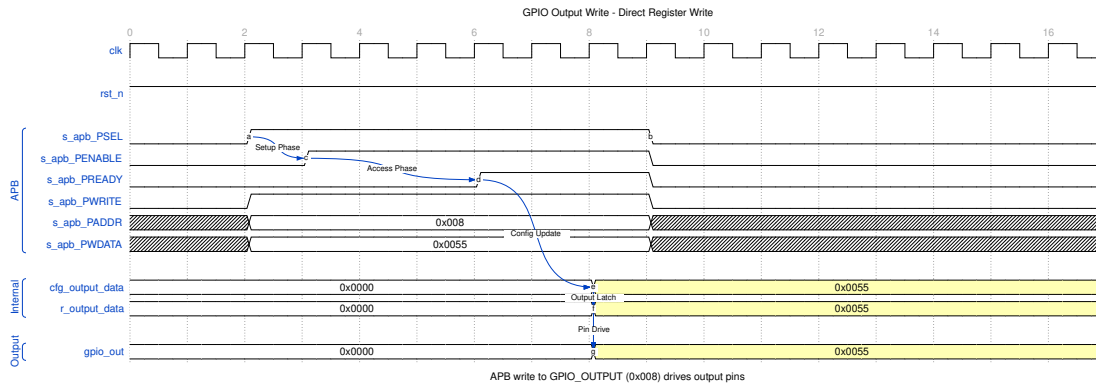 GPIO Output Write - Direct Register Write
0 2 4 6 8 10 12 14 16
clk
rst_n
APB
s_apb_PSEL a b
Setup Phase
s_apb_PENABLE c
Access Phase
s_apb_PREADY d
s_apb_PWRITE
s_apb_PADDR 0x008
Config Update
s_apb_PWDATA 0x0055
Internal
cfg_output_data 0x0000 e 0x0055
Output Latch
r_output_data 0x0000 0x0055
Pin Drive
Output
gpio_out 0x0000 g 0x0055
APB write to GPIO_OUTPUT (0x008) drives output pins